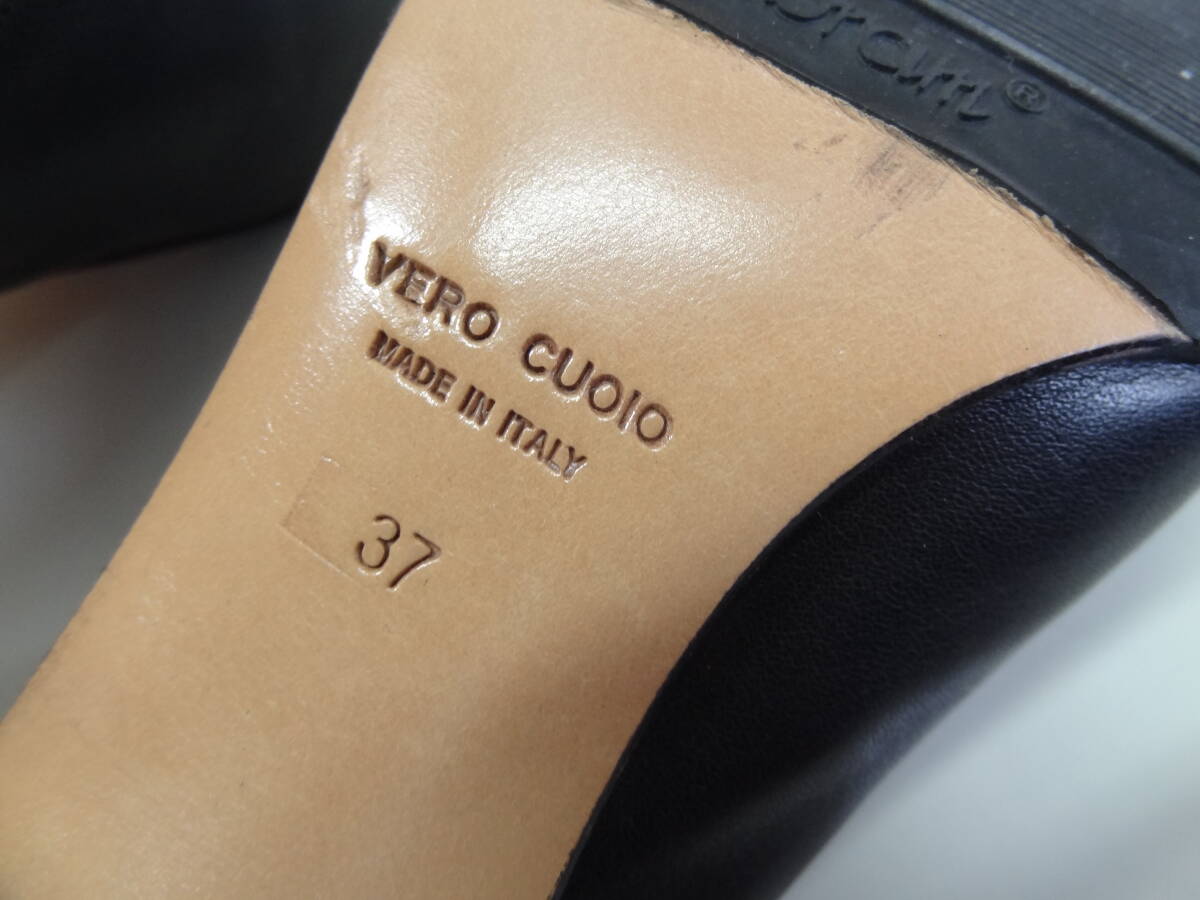 VERO CUOIO
MADE IN ITALY
37